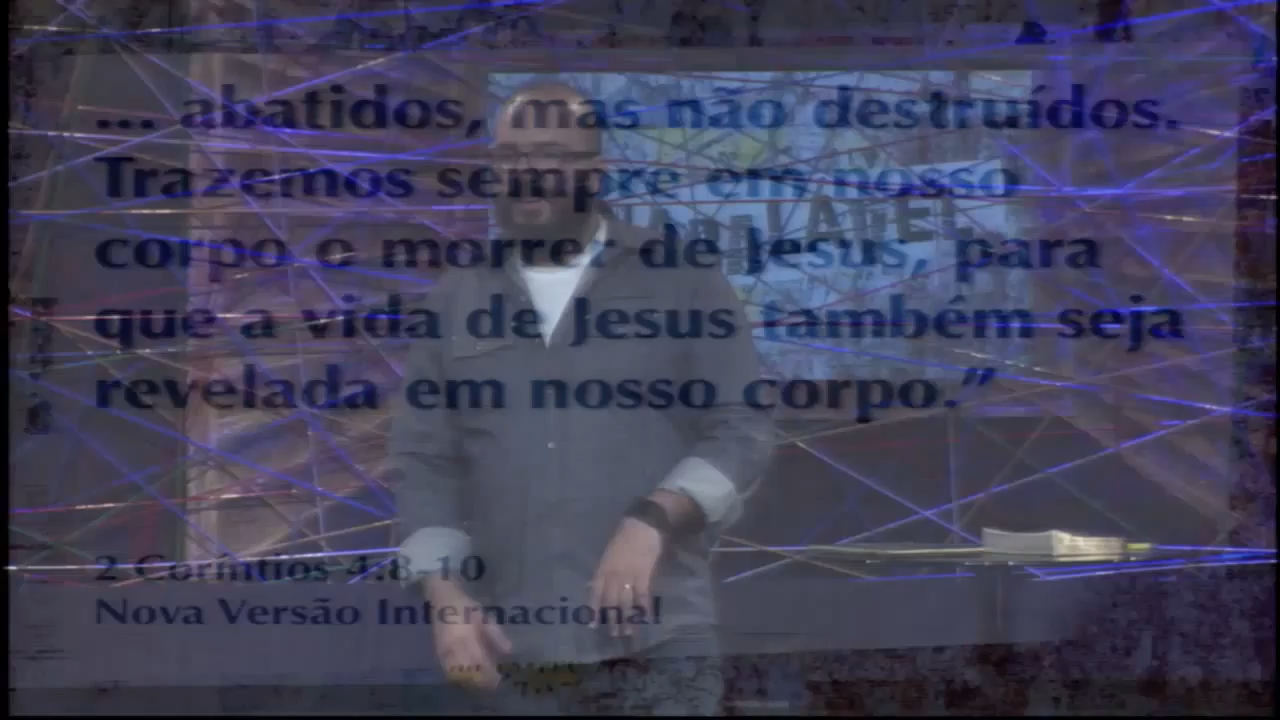 ... abatidos, mas não destruídos.
Trazemos sempre em nosso
corpo o morrer de Jesus, para
que a vida de Jesus também seja
revelada em nosso corpo.”
2 Coríntios 4.8-10
Nova Versão Internacional